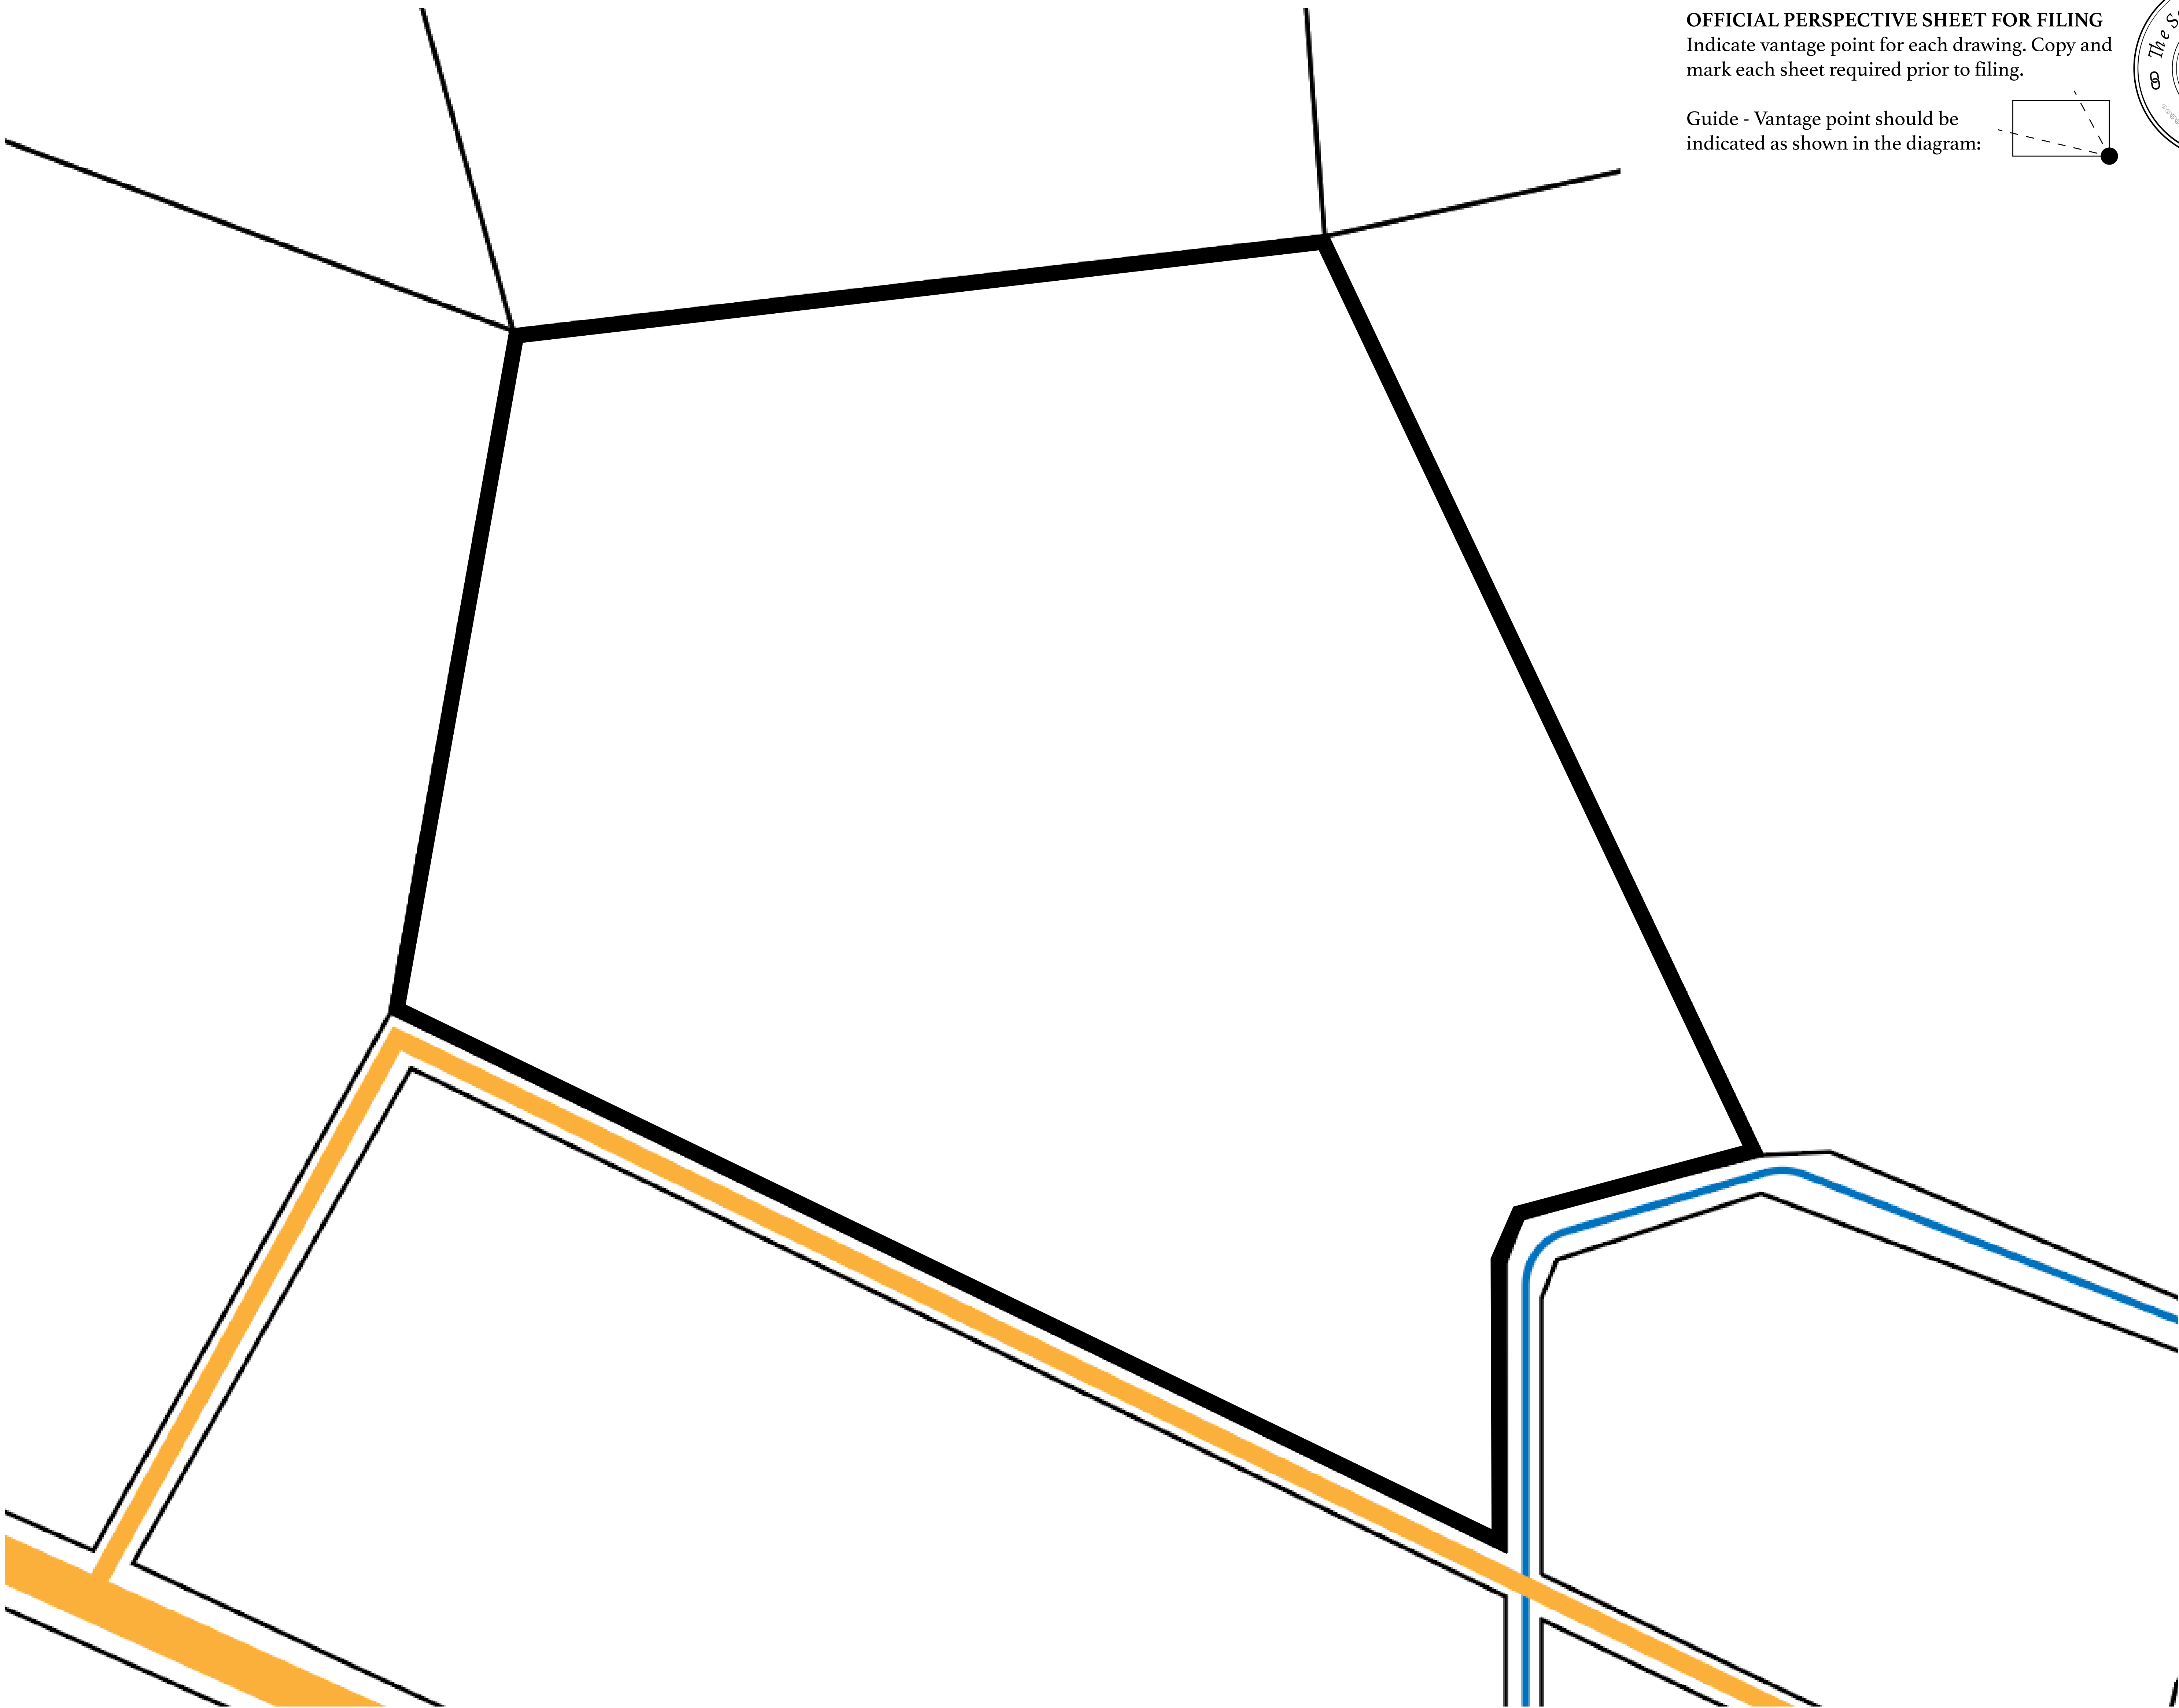 OFFICIAL PERSPECTIVE SHEET FOR FILING
Indicate vantage point for each drawing. Copy and
mark each sheet required prior to filing.
Guide - Vantage point should be
indicated as shown in the diagram:
The